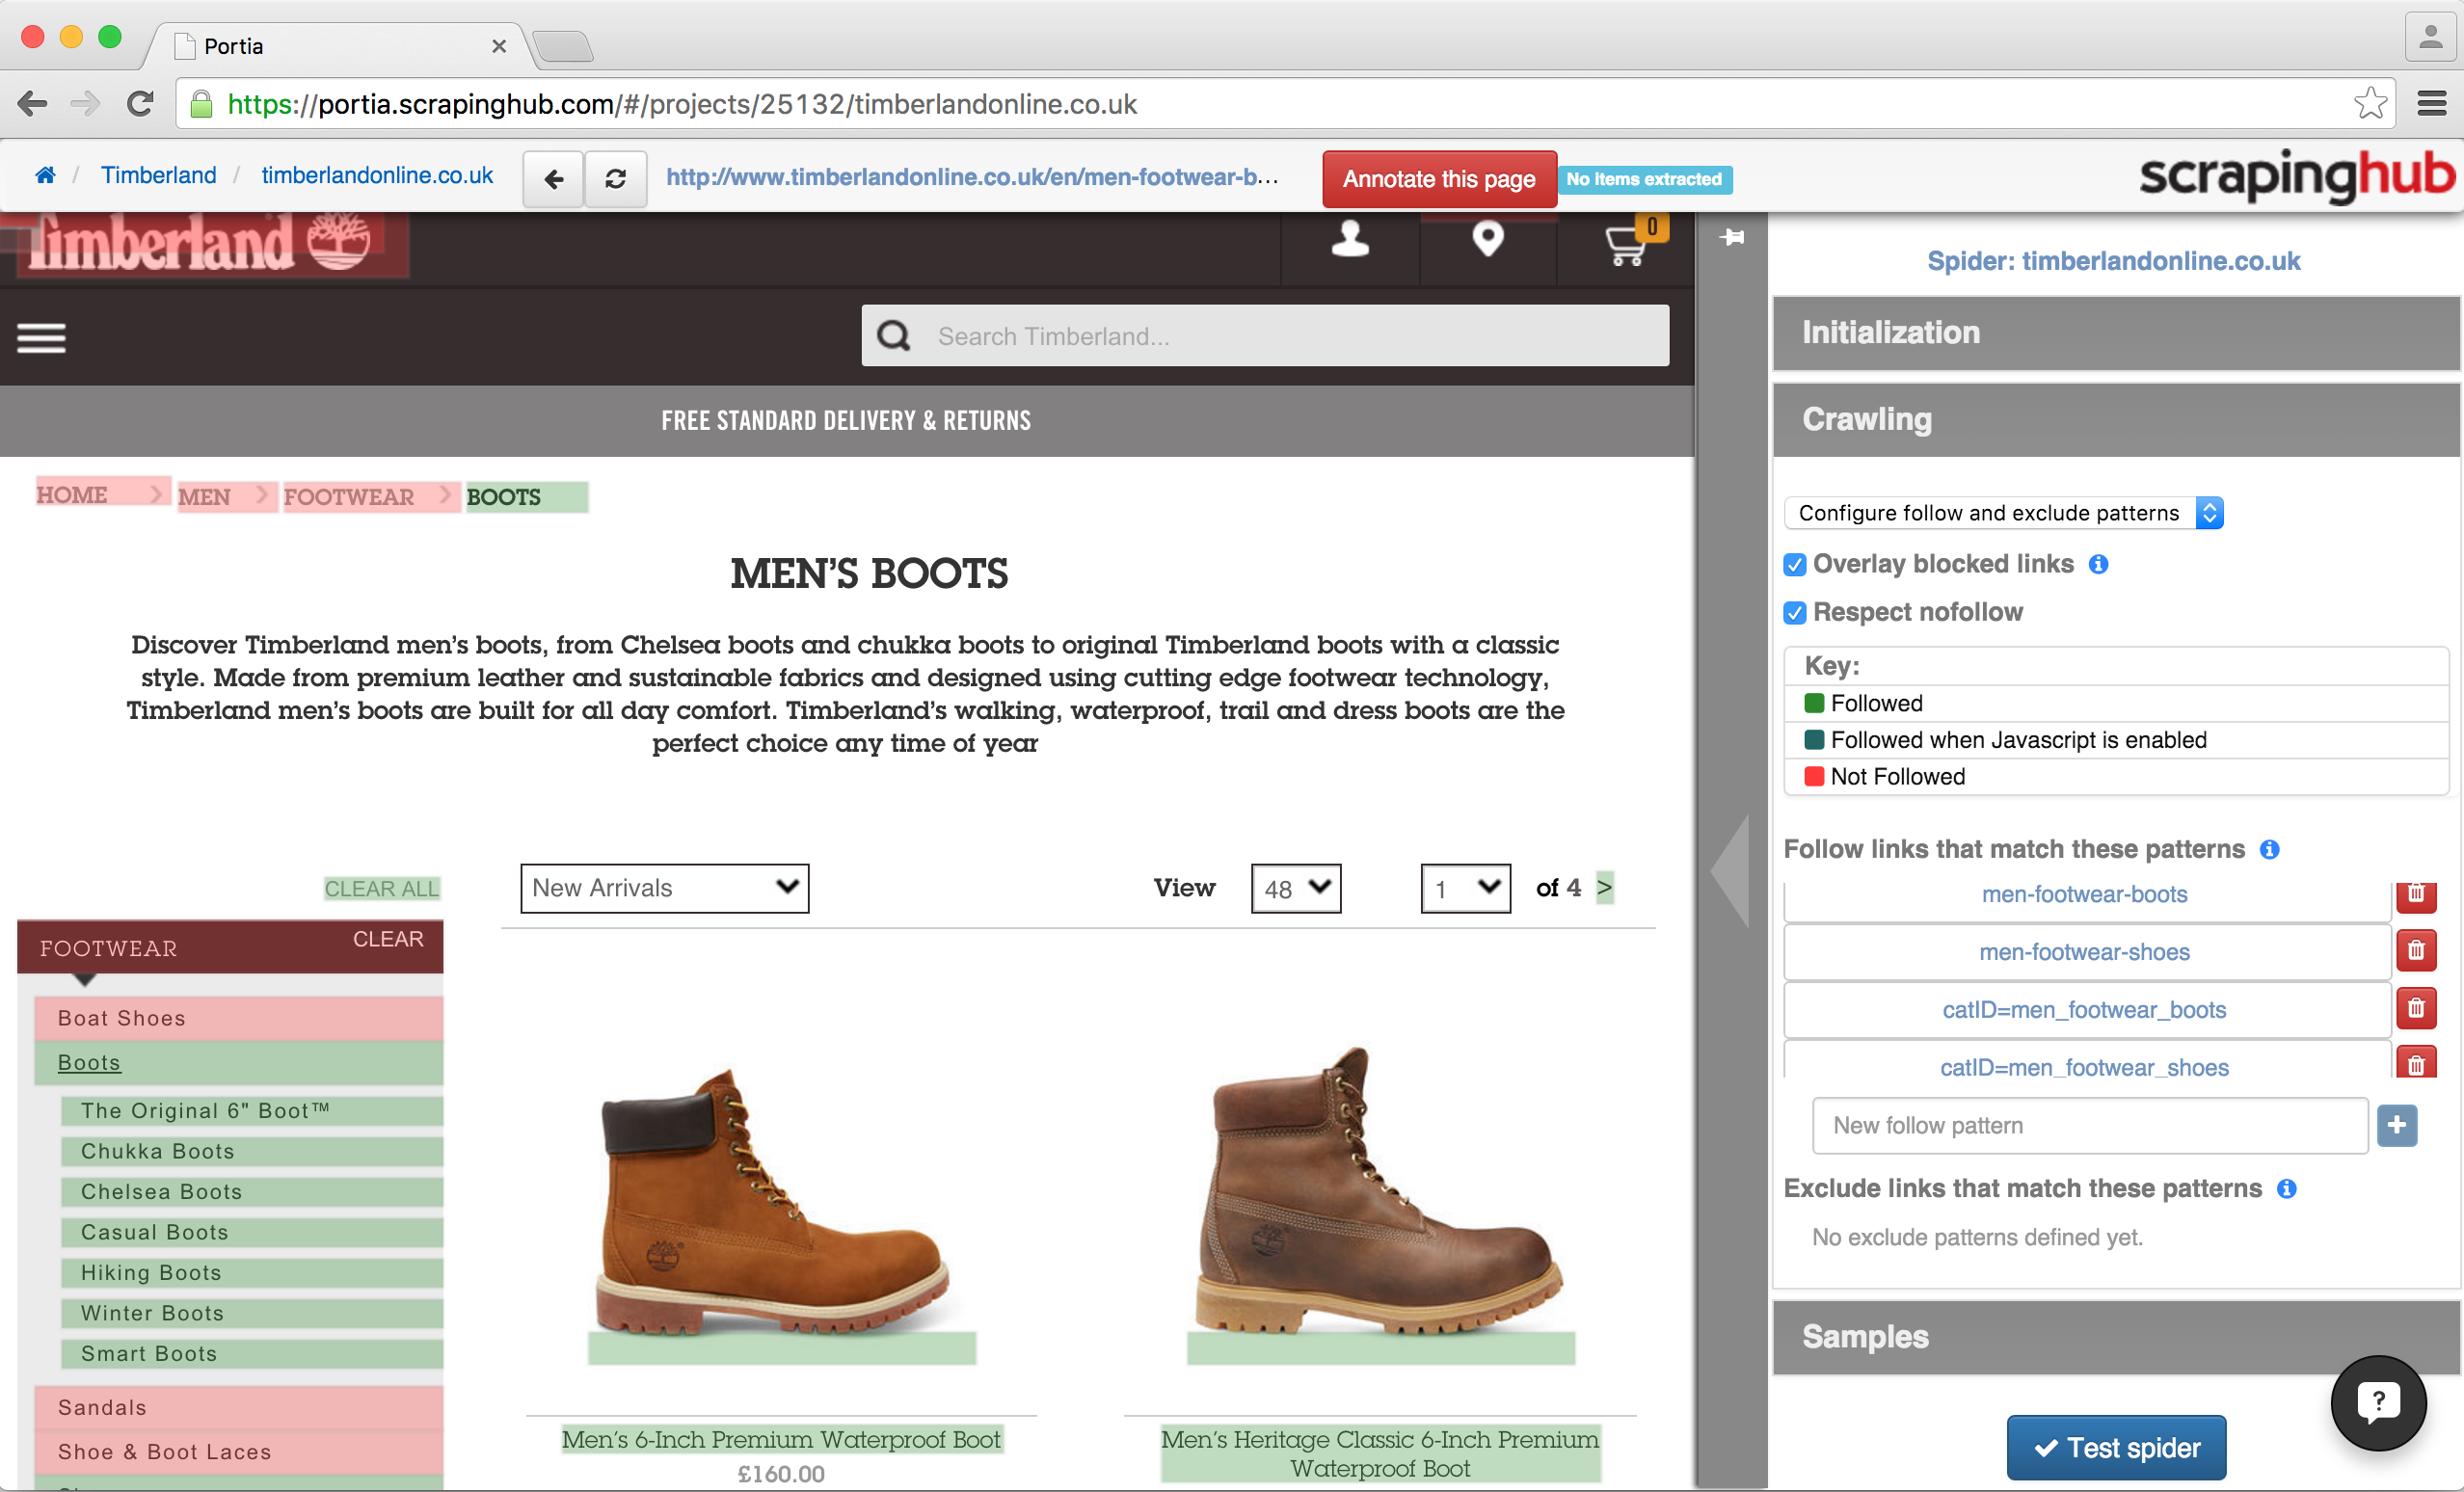 Portia
https://portia.scrapinghub.com/#/projects/25132/timberlandonline.co.uk
/ Timberland / timberlandonline.co.uk
http://www.timberlandonline.co.uk/en/men-footwear-b...
Annotate this page
No items extracted
scrapinghub
Timberland
0
Search Timberland...
FREE STANDARD DELIVERY & RETURNS
HOME
MEN
FOOTWEAR
BOOTS
MEN'S BOOTS
Discover Timberland men's boots, from Chelsea boots and chukka boots to original Timberland boots with a classic
style. Made from premium leather and sustainable fabrics and designed using cutting edge footwear technology,
Timberland men's boots are built for all day comfort. Timberland's walking, waterproof, trail and dress boots are the
perfect choice any time of year
CLEAR ALL
New Arrivals
View
48
1
of 4 >
FOOTWEAR
CLEAR
Boat Shoes
Boots
The Original 6" Boot™
Chukka Boots
Chelsea Boots
Casual Boots
Hiking Boots
Winter Boots
Smart Boots
Sandals
Shoe & Boot Laces
Men's 6-Inch Premium Waterproof Boot
£160.00
Men's Heritage Classic 6-Inch Premium
Waterproof Boot
Spider: timberlandonline.co.uk
Initialization
Crawling
Configure follow and exclude patterns
Overlay blocked links
Respect nofollow
Key:
Followed
Followed when Javascript is enabled
Not Followed
Follow links that match these patterns
men-footwear-boots
men-footwear-shoes
catID=men_footwear_boots
catID=men_footwear_shoes
New follow pattern
Exclude links that match these patterns
No exclude patterns defined yet.
Samples
Test spider